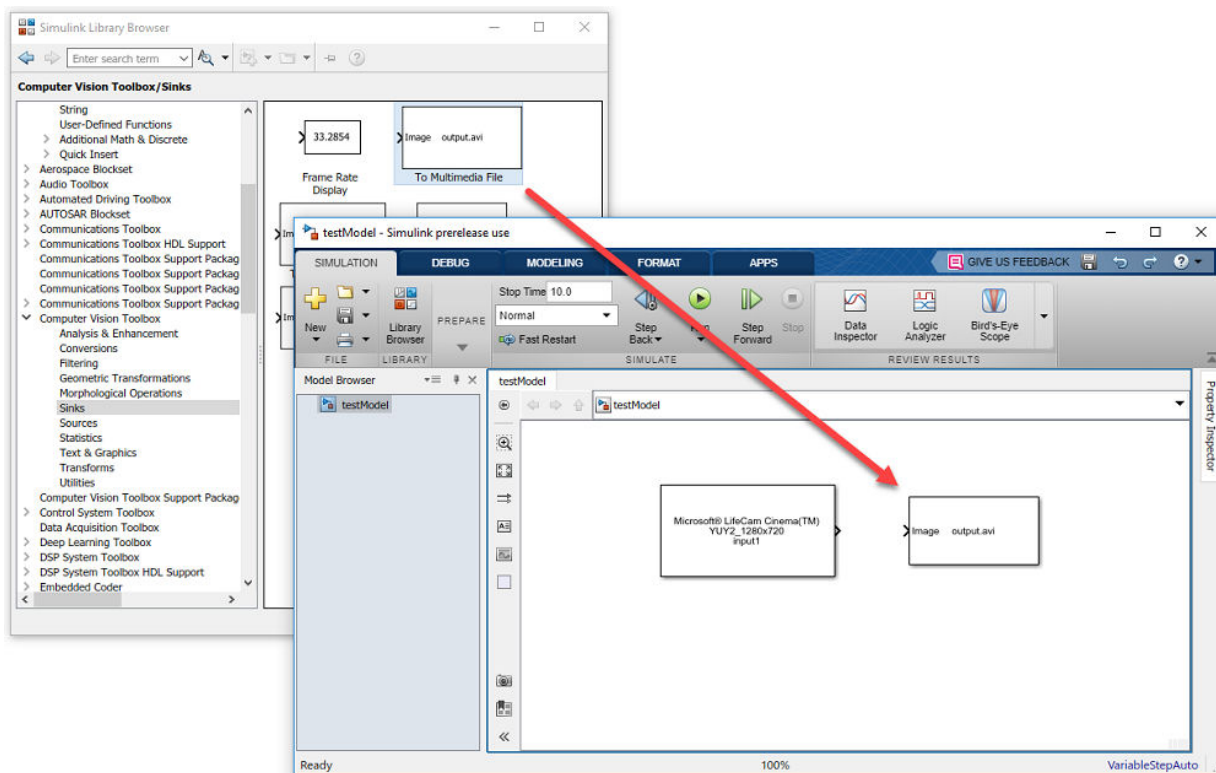 Simulink Library Browser
Enter search term
Computer Vision Toolbox/Sinks
String
User-Defined Functions
Additional Math & Discrete
Quick Insert
Aerospace Blockset
Audio Toolbox
Automated Driving Toolbox
AUTOSAR Blockset
Communications Toolbox
Communications Toolbox HDL Support
Communications Toolbox Support Packag
Communications Toolbox Support Packag
Communications Toolbox Support Packag
Communications Toolbox Support Packag
Computer Vision Toolbox
Analysis & Enhancement
Conversions
Filtering
Geometric Transformations
Morphological Operations
Sinks
Sources
Statistics
Text & Graphics
Transforms
Utilities
Computer Vision Toolbox Support Packag
Control System Toolbox
Data Acquisition Toolbox
Deep Learning Toolbox
DSP System Toolbox
DSP System Toolbox HDL Support
Embedded Coder
33.2854
Frame Rate
Display
Image output.avi
To Multimedia File
Im
Im
testModel - Simulink prerelease use
SIMULATION DEBUG MODELING FORMAT APPS GIVE US FEEDBACK
New
Library
Browser
PREPARE
Stop Time 10.0
Normal
Fast Restart
Step
Back
Step
Forward
Stop
Data
Inspector
Logic
Analyzer
Bird's-Eye
Scope
FILE LIBRARY SIMULATE REVIEW RESULTS
Model Browser
testModel
testModel
testModel
Microsoft® LifeCam Cinema(TM)
YUY2_1280x720
input1
Image output.avi
Property Inspector
Ready 100% VariableStepAuto